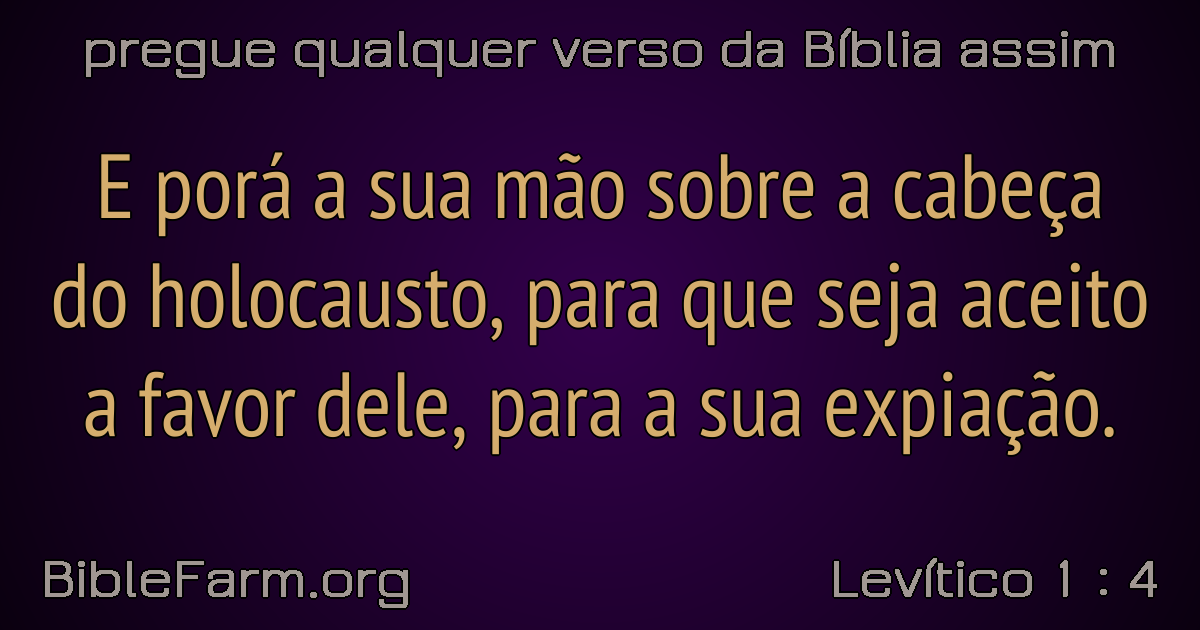 pregue qualquer verso da Bíblia assim
E porá a sua mão sobre a cabeça
do holocausto, para que seja aceito
a favor dele, para a sua expiação.
BibleFarm.org
Levítico 1 : 4